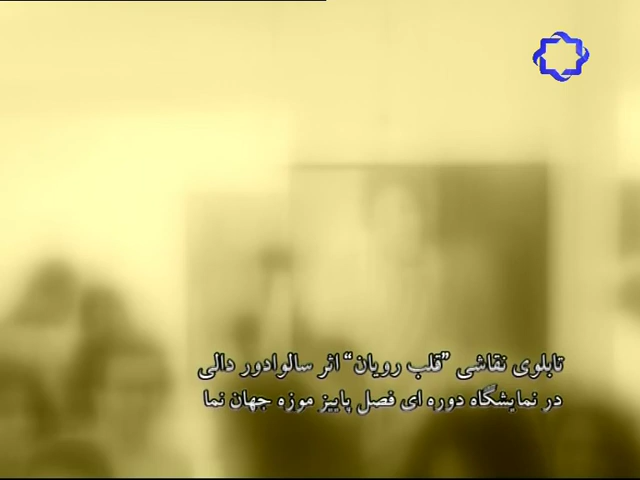 تابلوی نقاشی "قلب رویان" اثر سالوادور دالی
در نمایشگاه دوره ای فصل پاییز موزه جهان نما